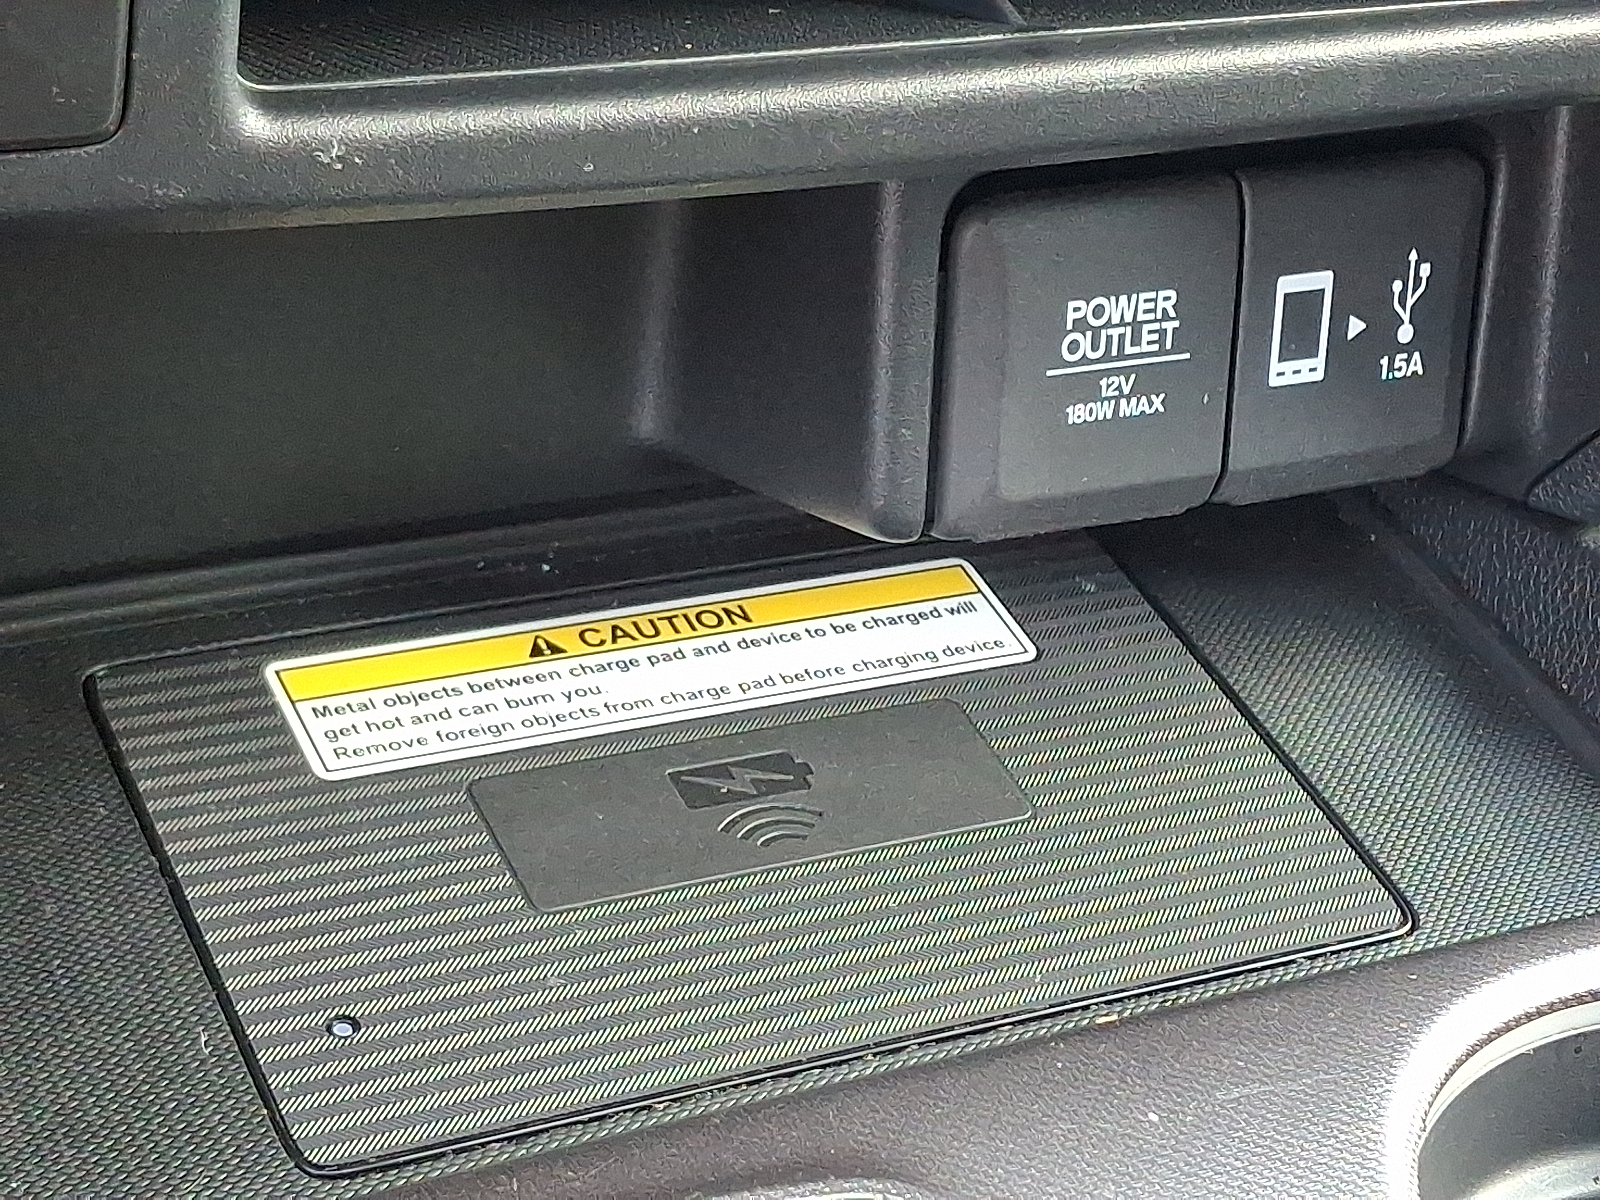 POWER
OUTLET
12V
180W MAX
1.5A
CAUTION
Metal objects between charge pad and device to be charged will
get hot and can burn you.
Remove foreign objects from charge pad before charging device.